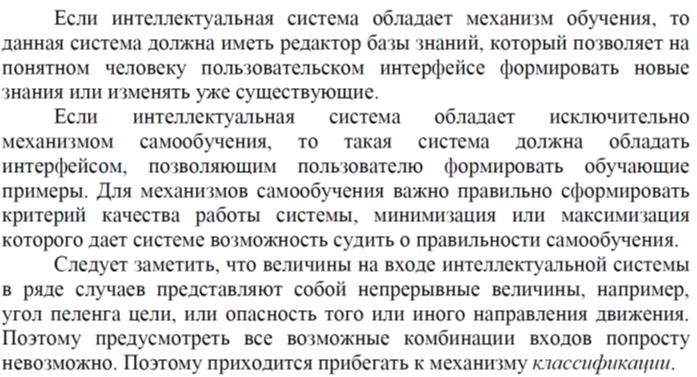 Если интеллектуальная система обладает механизм обучения, то
данная система должна иметь редактор базы знаний, который позволяет на
понятном человеку пользовательском интерфейсе формировать новые
знания или изменять уже существующие.
Если интеллектуальная система обладает исключительно
механизмом самообучения, то такая система должна обладать
интерфейсом, позволяющим пользователю формировать обучающие
примеры. Для механизмов самообучения важно правильно сформировать
критерий качества работы системы, минимизация или максимизация
которого дает системе возможность судить о правильности самообучения.
Следует заметить, что величины на входе интеллектуальной системы
в ряде случаев представляют собой непрерывные величины, например,
угол пеленга цели, или опасность того или иного направления движения.
Поэтому предусмотреть все возможные комбинации входов попросту
невозможно. Поэтому приходится прибегать к механизму классификации.